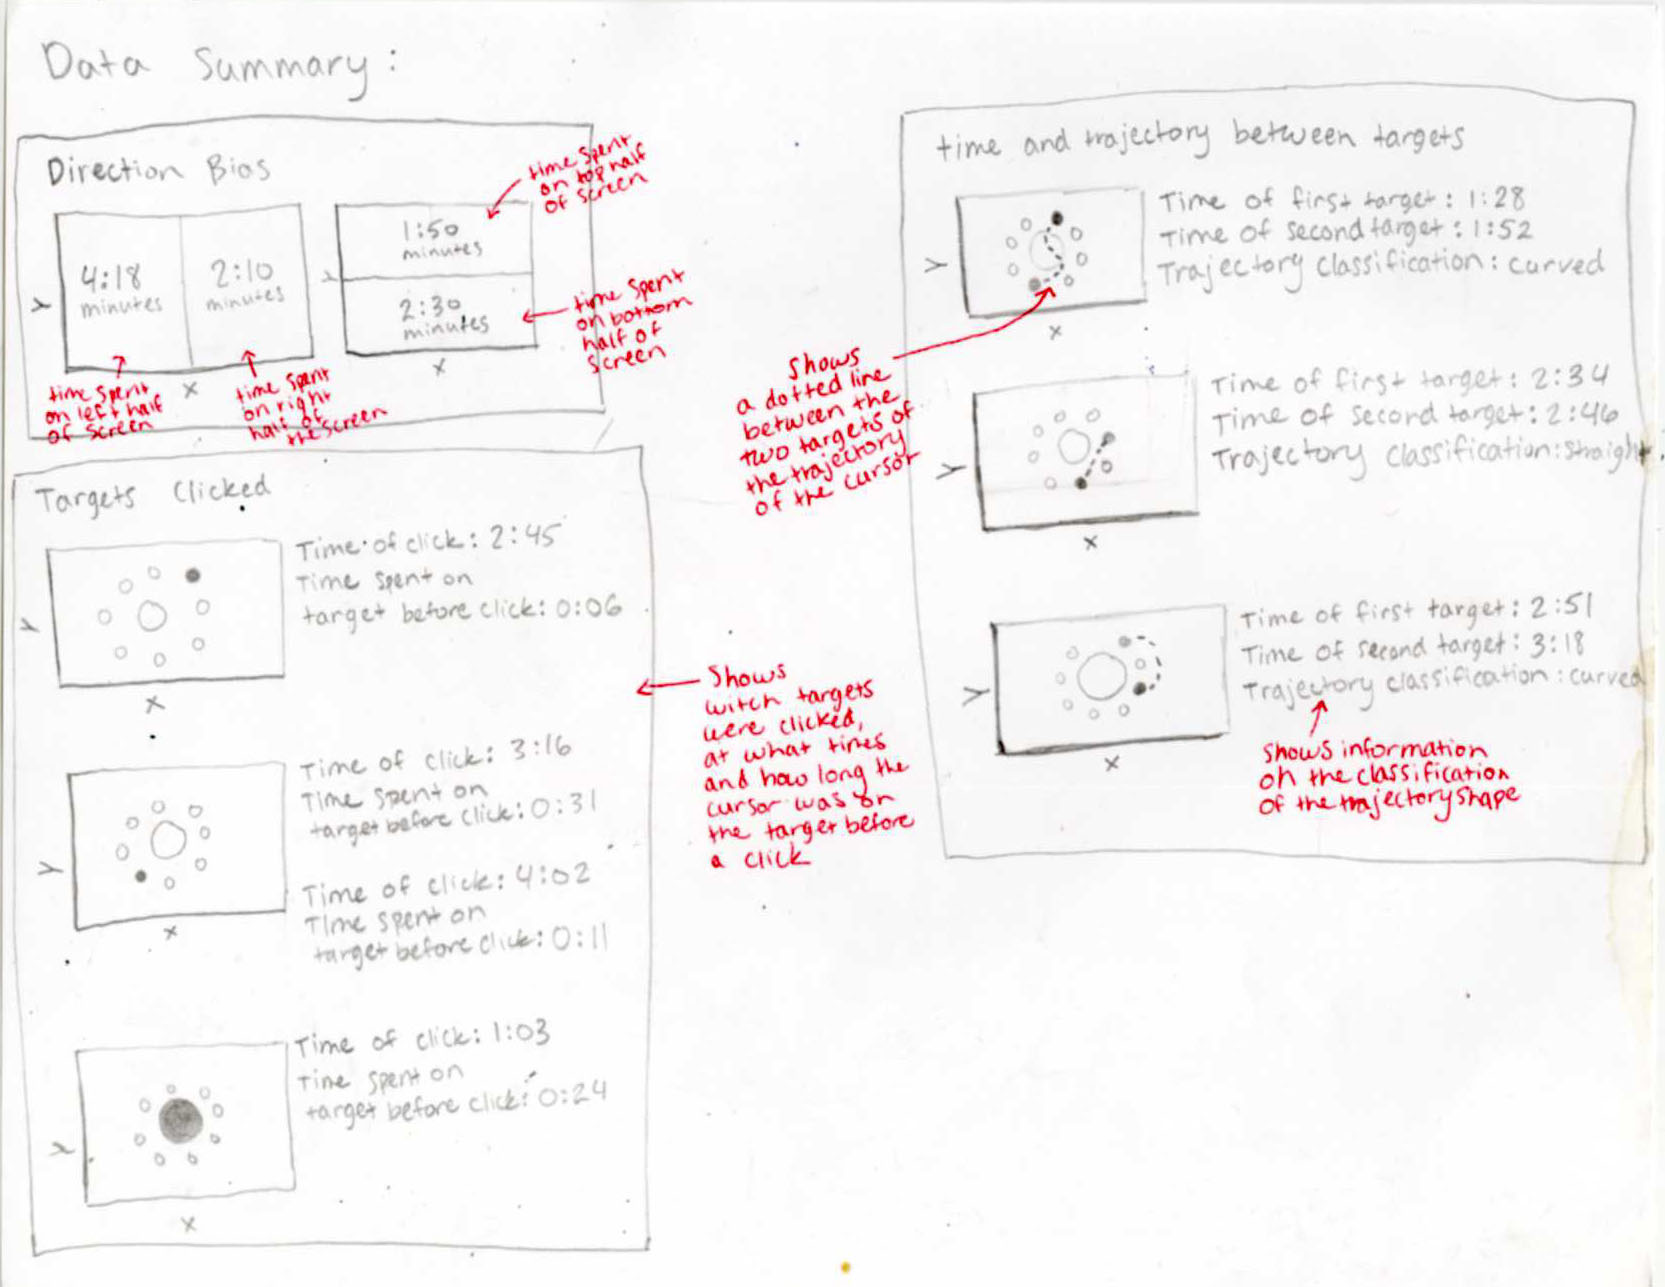 Data Summary:
Direction Bias
4:18
minutes
2:10
minutes
Y
X
time spent
on left half
of screen
time spent
on right
half of
the screen
1:50
minutes
2:30
minutes
Y
X
time spent
on top half
of screen
time spent
on bottom
half of
screen
Targets Clicked
Y
X
Time of click: 2:45
Time spent on
target before click: 0:06
Y
X
Time of click: 3:16
Time spent on
target before click: 0:31
Time of click: 4:02
Time spent on
target before click: 0:11
Y
X
Time of click: 1:03
Time spent on
target before click: 0:24
Shows
witch targets
were clicked,
at what times
and how long the
cursor was on
the target before
a click
time and trajectory between targets
Y
X
Time of first target: 1:28
Time of second target: 1:52
Trajectory classification: curved
Shows
a dotted line
between the
two targets of
the trajectory
of the cursor
Y
X
Time of first target: 2:34
Time of second target: 2:46
Trajectory classification: straight.
Y
X
Time of first target: 2:51
Time of second target: 3:18
Trajectory classification: curved
Shows information
on the classification
of the trajectory shape